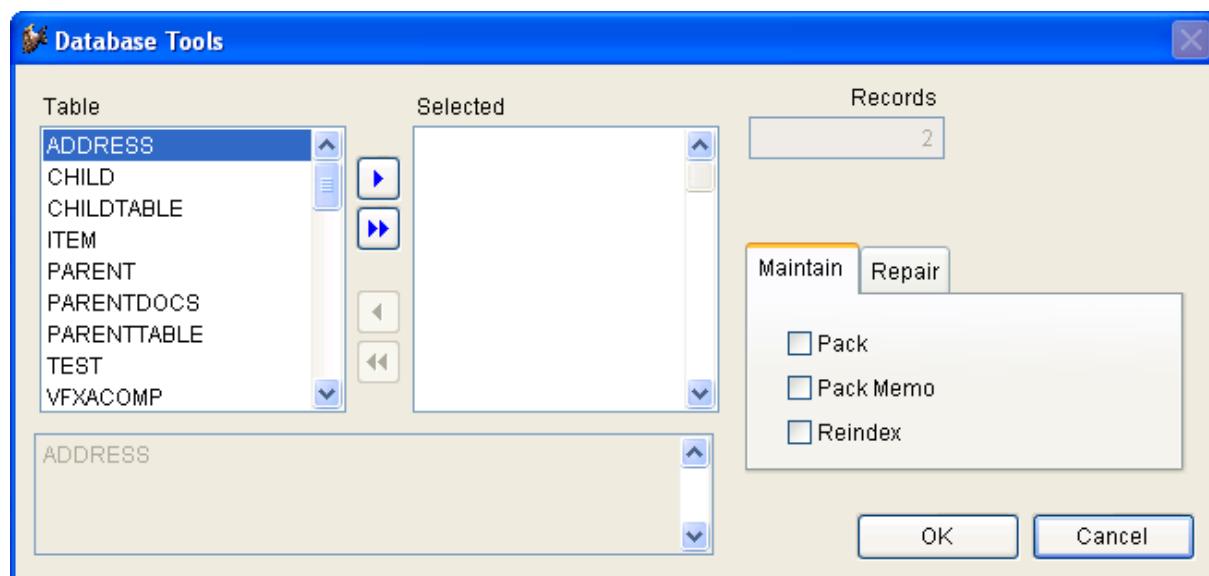 Database Tools
Table
Selected
Records
ADDRESS
CHILD
CHILDTABLE
ITEM
PARENT
PARENTDOCS
PARENTTABLE
TEST
VFXACOMP
2
Maintain
Repair
Pack
Pack Memo
Reindex
ADDRESS
OK
Cancel